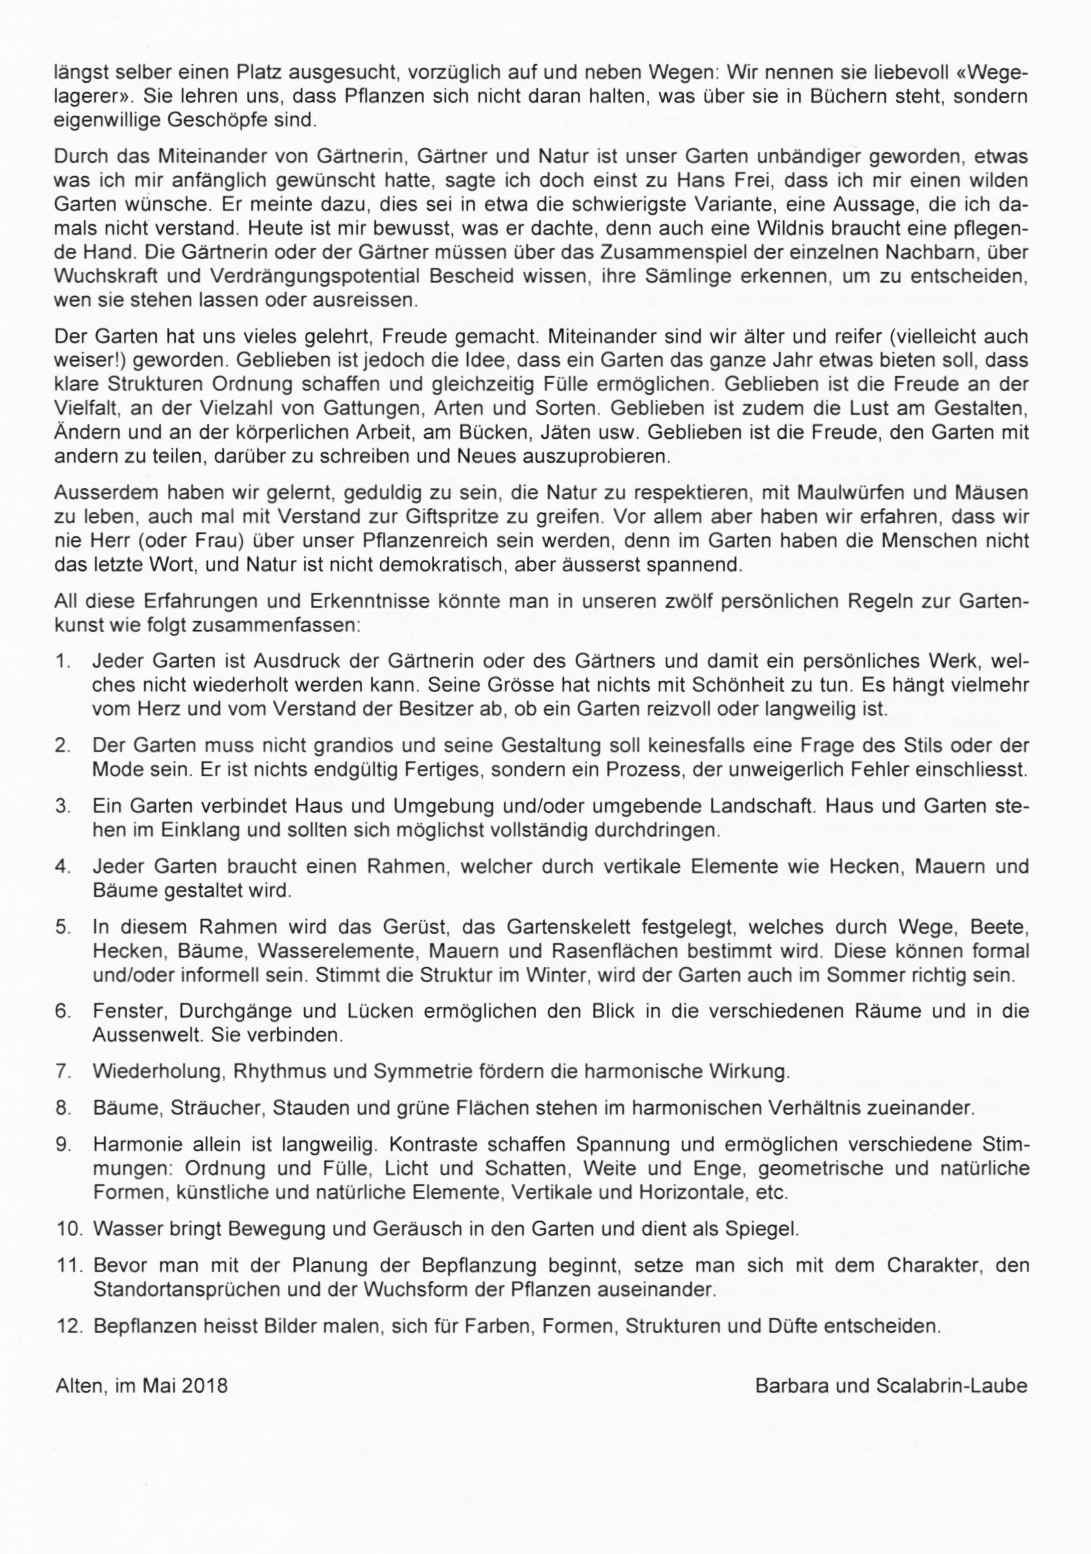 längst selber einen Platz ausgesucht, vorzüglich auf und neben Wegen: Wir nennen sie liebevoll «Wege-
lagerer». Sie lehren uns, dass Pflanzen sich nicht daran halten, was über sie in Büchern steht, sondern
eigenwillige Geschöpfe sind.
Durch das Miteinander von Gärtnerin, Gärtner und Natur ist unser Garten unbändiger geworden, etwas
was ich mir anfänglich gewünscht hatte, sagte ich doch einst zu Hans Frei, dass ich mir einen wilden
Garten wünsche. Er meinte dazu, dies sei in etwa die schwierigste Variante, eine Aussage, die ich da-
mals nicht verstand. Heute ist mir bewusst, was er dachte, denn auch eine Wildnis braucht eine pflegen-
de Hand. Die Gärtnerin oder der Gärtner müssen über das Zusammenspiel der einzelnen Nachbarn, über
Wuchskraft und Verdrängungspotential Bescheid wissen, ihre Sämlinge erkennen, um zu entscheiden,
wen sie stehen lassen oder ausreissen.
Der Garten hat uns vieles gelehrt, Freude gemacht. Miteinander sind wir älter und reifer (vielleicht auch
weiser!) geworden. Geblieben ist jedoch die Idee, dass ein Garten das ganze Jahr etwas bieten soll, dass
klare Strukturen Ordnung schaffen und gleichzeitig Fülle ermöglichen. Geblieben ist die Freude an der
Vielfalt, an der Vielzahl von Gattungen, Arten und Sorten. Geblieben ist zudem die Lust am Gestalten,
Ändern und an der körperlichen Arbeit, am Bücken, Jäten usw. Geblieben ist die Freude, den Garten mit
andern zu teilen, darüber zu schreiben und Neues auszuprobieren.
Ausserdem haben wir gelernt, geduldig zu sein, die Natur zu respektieren, mit Maulwürfen und Mäusen
zu leben, auch mal mit Verstand zur Giftspritze zu greifen. Vor allem aber haben wir erfahren, dass wir
nie Herr (oder Frau) über unser Pflanzenreich sein werden, denn im Garten haben die Menschen nicht
das letzte Wort, und Natur ist nicht demokratisch, aber äusserst spannend.
All diese Erfahrungen und Erkenntnisse könnte man in unseren zwölf persönlichen Regeln zur Garten-
kunst wie folgt zusammenfassen:
1. Jeder Garten ist Ausdruck der Gärtnerin oder des Gärtners und damit ein persönliches Werk, wel-
ches nicht wiederholt werden kann. Seine Grösse hat nichts mit Schönheit zu tun. Es hängt vielmehr
vom Herz und vom Verstand der Besitzer ab, ob ein Garten reizvoll oder langweilig ist.
2. Der Garten muss nicht grandios und seine Gestaltung soll keinesfalls eine Frage des Stils oder der
Mode sein. Er ist nichts endgültig Fertiges, sondern ein Prozess, der unweigerlich Fehler einschliesst.
3. Ein Garten verbindet Haus und Umgebung und/oder umgebende Landschaft. Haus und Garten ste-
hen im Einklang und sollten sich möglichst vollständig durchdringen.
4. Jeder Garten braucht einen Rahmen, welcher durch vertikale Elemente wie Hecken, Mauern und
Bäume gestaltet wird.
5. In diesem Rahmen wird das Gerüst, das Gartenskelett festgelegt, welches durch Wege, Beete,
Hecken, Bäume, Wasserelemente, Mauern und Rasenflächen bestimmt wird. Diese können formal
und/oder informell sein. Stimmt die Struktur im Winter, wird der Garten auch im Sommer richtig sein.
6. Fenster, Durchgänge und Lücken ermöglichen den Blick in die verschiedenen Räume und in die
Aussenwelt. Sie verbinden.
7. Wiederholung, Rhythmus und Symmetrie fördern die harmonische Wirkung.
8. Bäume, Sträucher, Stauden und grüne Flächen stehen im harmonischen Verhältnis zueinander.
9. Harmonie allein ist langweilig. Kontraste schaffen Spannung und ermöglichen verschiedene Stim-
mungen: Ordnung und Fülle, Licht und Schatten, Weite und Enge, geometrische und natürliche
Formen, künstliche und natürliche Elemente, Vertikale und Horizontale, etc.
10. Wasser bringt Bewegung und Geräusch in den Garten und dient als Spiegel.
11. Bevor man mit der Planung der Bepflanzung beginnt, setze man sich mit dem Charakter, den
Standortansprüchen und der Wuchsform der Pflanzen auseinander.
12. Bepflanzen heisst Bilder malen, sich für Farben, Formen, Strukturen und Düfte entscheiden.
Alten, im Mai 2018 Barbara und Scalabrin-Laube